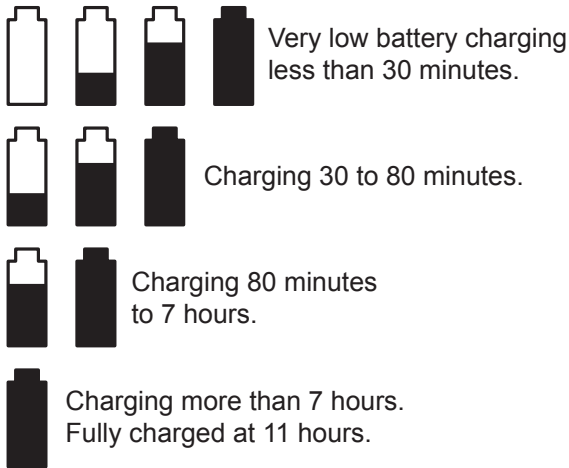 Very low battery charging
less than 30 minutes.
Charging 30 to 80 minutes.
Charging 80 minutes
to 7 hours.
Charging more than 7 hours.
Fully charged at 11 hours.